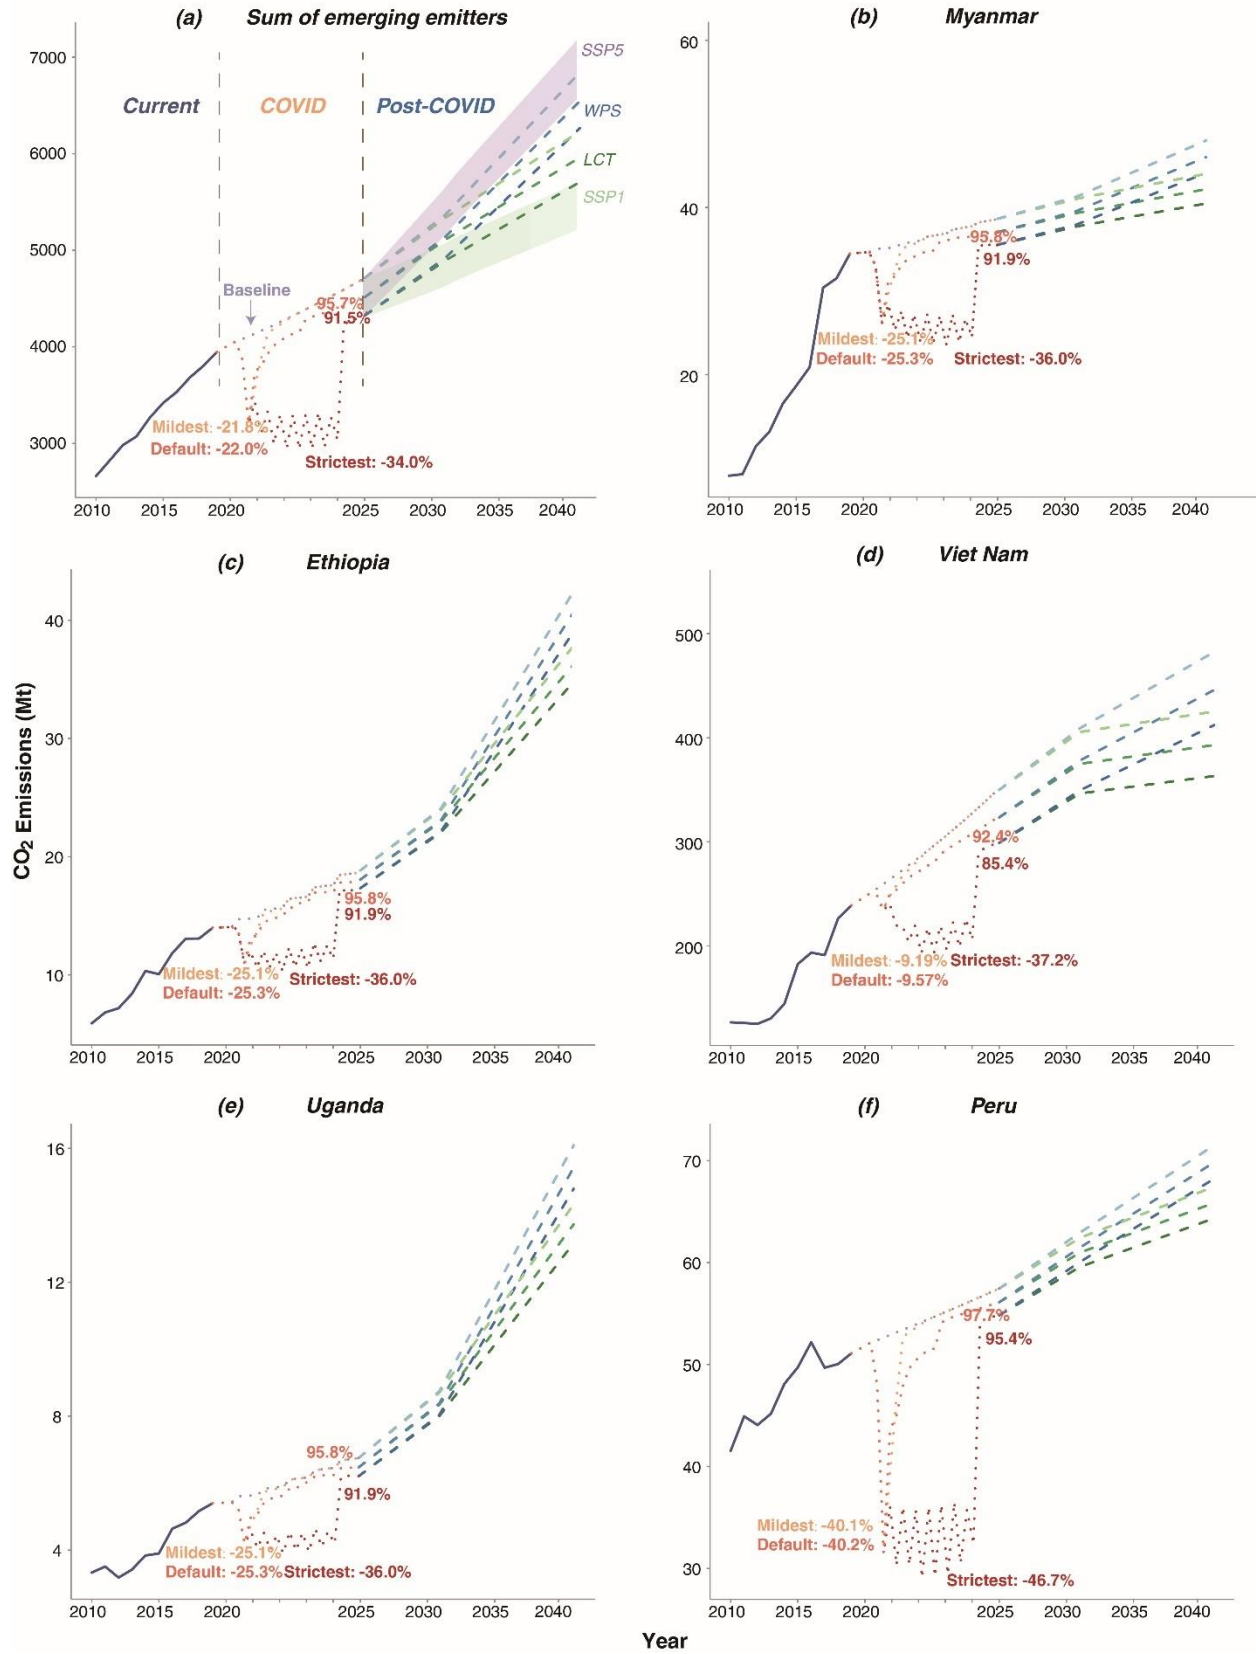 (a) Sum of emerging emitters
7000
6000
5000
4000
3000
Current
COVID
Post-COVID
SSP5
WPS
LCT
SSP1
Baseline
95.7%
91.5%
Mildest: -21.8%
Default: -22.0%
Strictest: -34.0%
2010 2015 2020 2025 2030 2035 2040
(b) Myanmar
60
40
20
95.8%
91.9%
Mildest: -25.1%
Default: -25.3%
Strictest: -36.0%
2010 2015 2020 2025 2030 2035 2040
CO2 Emissions (Mt)
(c) Ethiopia
40
30
20
10
95.8%
91.9%
Mildest: -25.1%
Default: -25.3%
Strictest: -36.0%
2010 2015 2020 2025 2030 2035 2040
(d) Viet Nam
500
400
300
200
92.4%
85.4%
Mildest: -9.19%
Default: -9.57%
Strictest: -37.2%
2010 2015 2020 2025 2030 2035 2040
(e) Uganda
16
12
8
4
95.8%
91.9%
Mildest: -25.1%
Default: -25.3%
Strictest: -36.0%
2010 2015 2020 2025 2030 2035 2040
(f) Peru
70
60
50
40
30
97.7%
95.4%
Mildest: -40.1%
Default: -40.2%
Strictest: -46.7%
2010 2015 2020 2025 2030 2035 2040
Year